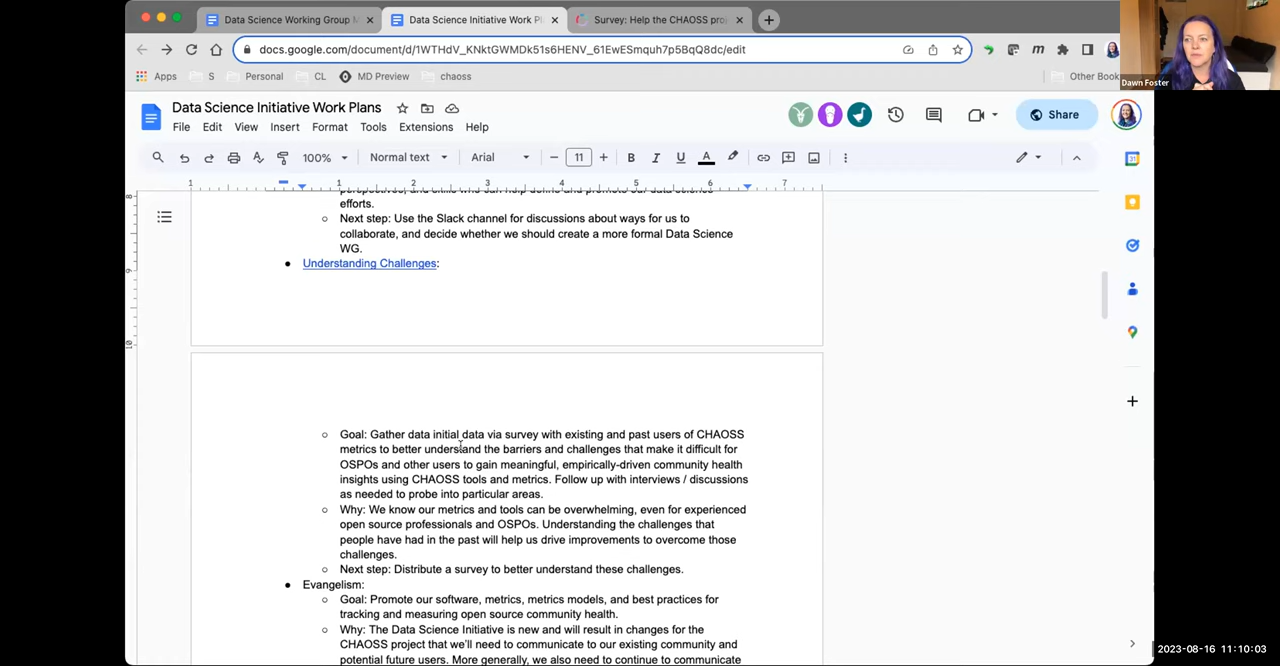 Data Science Working Group M
Data Science Initiative Work Pl
Survey: Help the CHAOSS proj
docs.google.com/document/d/1WTHdV_KNktGWMDk51s6HENV_61EwESmquh7p5BqQ8dc/edit
Apps
S
Personal
CL
MD Preview
chaoss
Other Book
Dawn Foster
Data Science Initiative Work Plans
Share
File Edit View Insert Format Tools Extensions Help
100% Normal text Arial 11 B I U A
1 1 2 3 4 5 6 7
efforts.
Next step: Use the Slack channel for discussions about ways for us to
collaborate, and decide whether we should create a more formal Data Science
WG.
Understanding Challenges:
Goal: Gather data initial data via survey with existing and past users of CHAOSS
metrics to better understand the barriers and challenges that make it difficult for
OSPOs and other users to gain meaningful, empirically-driven community health
insights using CHAOSS tools and metrics. Follow up with interviews / discussions
as needed to probe into particular areas.
Why: We know our metrics and tools can be overwhelming, even for experienced
open source professionals and OSPOs. Understanding the challenges that
people have had in the past will help us drive improvements to overcome those
challenges.
Next step: Distribute a survey to better understand these challenges.
Evangelism:
Goal: Promote our software, metrics, metrics models, and best practices for
tracking and measuring open source community health.
Why: The Data Science Initiative is new and will result in changes for the
CHAOSS project that we'll need to communicate to our existing community and
potential future users. More generally, we also need to continue to communicate
2023-08-16 11:10:03